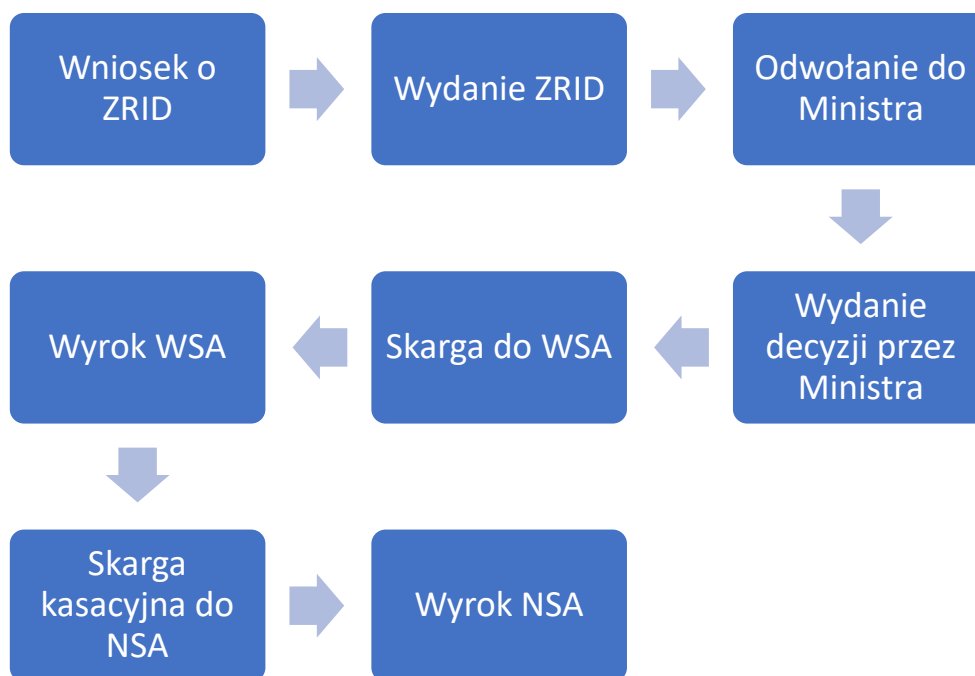 Wniosek o
ZRID
Wydanie ZRID
Odwołanie do
Ministra
Wydanie
decyzji przez
Ministra
Skarga do WSA
Wyrok WSA
Skarga
kasacyjna do
NSA
Wyrok NSA